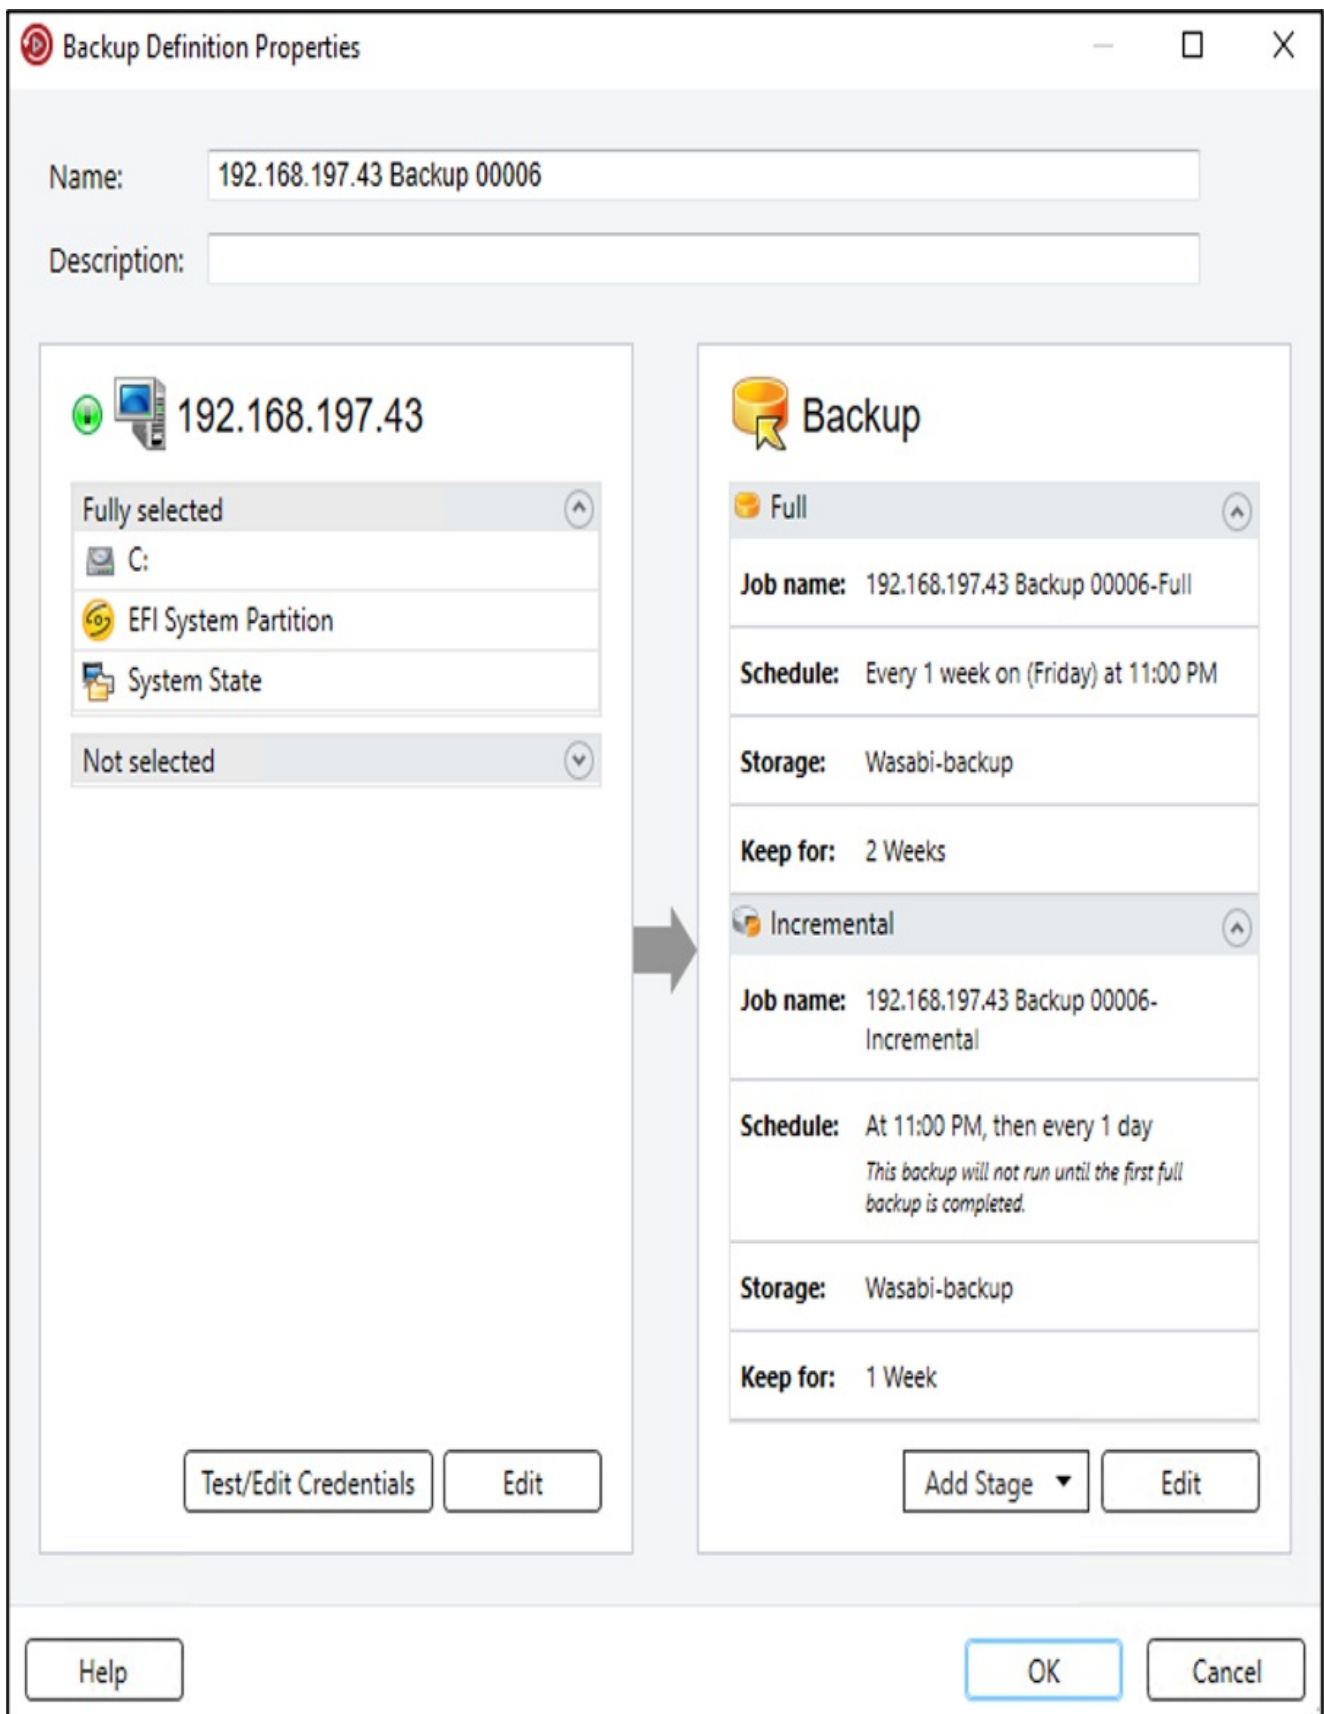 Backup Definition Properties
Name: 192.168.197.43 Backup 00006
Description:
192.168.197.43
Fully selected
C:
EFI System Partition
System State
Not selected
Test/Edit Credentials Edit
Backup
Full
Job name: 192.168.197.43 Backup 00006-Full
Schedule: Every 1 week on (Friday) at 11:00 PM
Storage: Wasabi-backup
Keep for: 2 Weeks
Incremental
Job name: 192.168.197.43 Backup 00006-
Incremental
Schedule: At 11:00 PM, then every 1 day
This backup will not run until the first full
backup is completed.
Storage: Wasabi-backup
Keep for: 1 Week
Add Stage Edit
Help OK Cancel